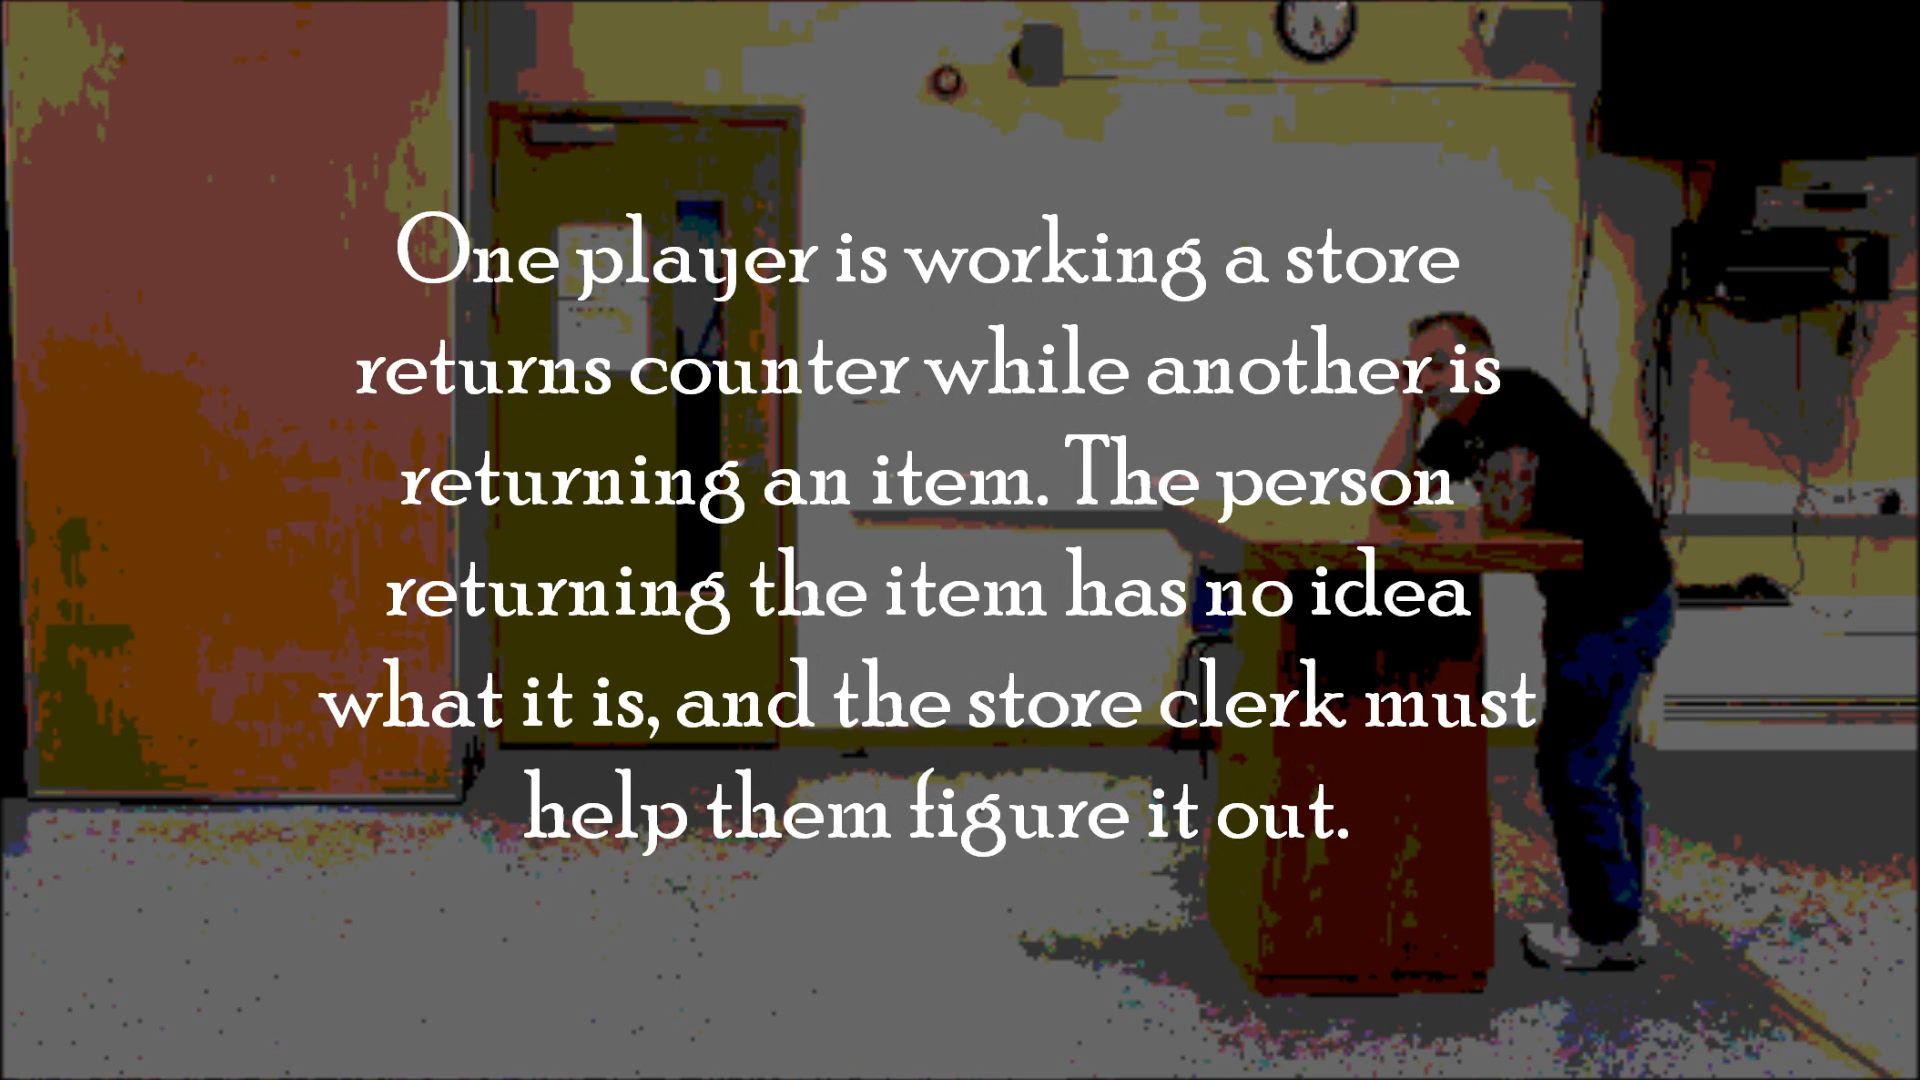 One player is working a store
returns counter while another is
returning an item. The person
returning the item has no idea
what it is, and the store clerk must
help them figure it out.